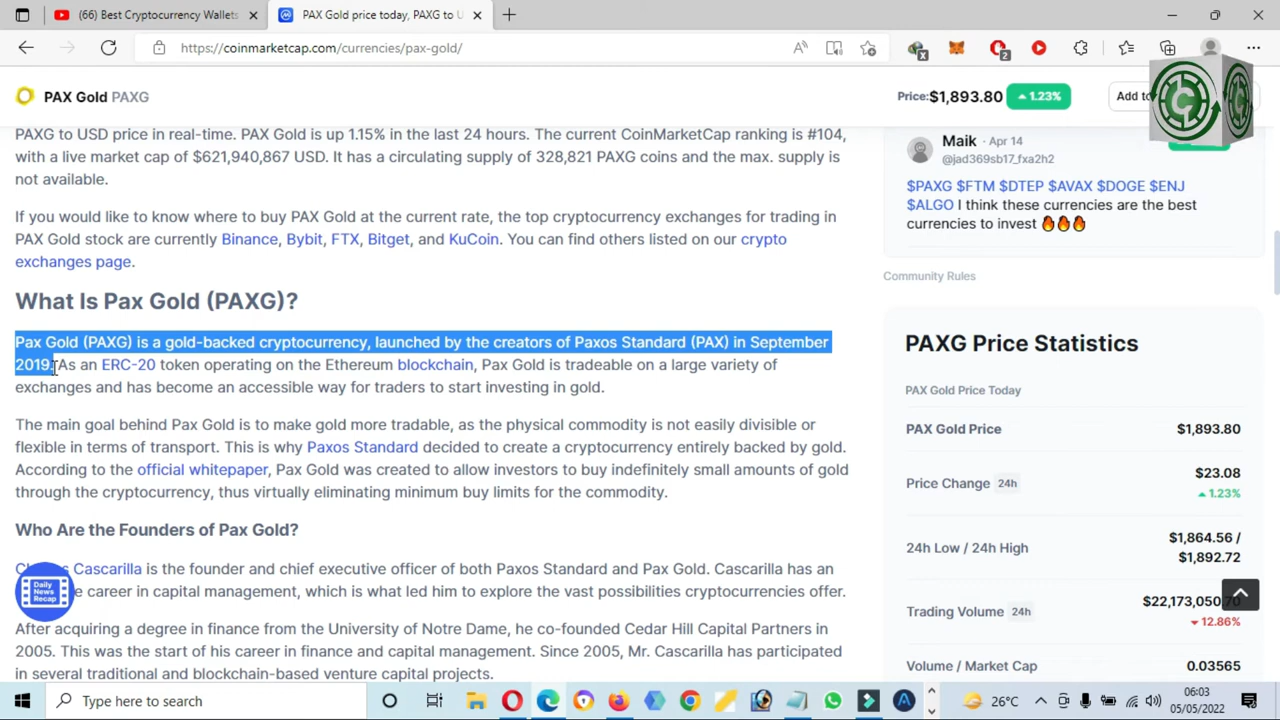 (66) Best Cryptocurrency Wallets
PAX Gold price today, PAXG to U
https://coinmarketcap.com/currencies/pax-gold/
PAX Gold PAXG
Price:$1,893.80
1.23%
Add to
PAXG to USD price in real-time. PAX Gold is up 1.15% in the last 24 hours. The current CoinMarketCap ranking is #104,
with a live market cap of $621,940,867 USD. It has a circulating supply of 328,821 PAXG coins and the max. supply is
not available.
If you would like to know where to buy PAX Gold at the current rate, the top cryptocurrency exchanges for trading in
PAX Gold stock are currently Binance, Bybit, FTX, Bitget, and KuCoin. You can find others listed on our crypto
exchanges page.
What Is Pax Gold (PAXG)?
Pax Gold (PAXG) is a gold-backed cryptocurrency, launched by the creators of Paxos Standard (PAX) in September
2019. As an ERC-20 token operating on the Ethereum blockchain, Pax Gold is tradeable on a large variety of
exchanges and has become an accessible way for traders to start investing in gold.
The main goal behind Pax Gold is to make gold more tradable, as the physical commodity is not easily divisible or
flexible in terms of transport. This is why Paxos Standard decided to create a cryptocurrency entirely backed by gold.
According to the official whitepaper, Pax Gold was created to allow investors to buy indefinitely small amounts of gold
through the cryptocurrency, thus virtually eliminating minimum buy limits for the commodity.
Who Are the Founders of Pax Gold?
Cascarilla is the founder and chief executive officer of both Paxos Standard and Pax Gold. Cascarilla has an
career in capital management, which is what led him to explore the vast possibilities cryptocurrencies offer.
After acquiring a degree in finance from the University of Notre Dame, he co-founded Cedar Hill Capital Partners in
2005. This was the start of his career in finance and capital management. Since 2005, Mr. Cascarilla has participated
in several traditional and blockchain-based venture capital projects.
Daily
News
Recap
Maik · Apr 14
@jad369sb17_fxa2h2
$PAXG $FTM $DTEP $AVAX $DOGE $ENJ
$ALGO I think these currencies are the best
currencies to invest 🔥🔥🔥
Community Rules
PAXG Price Statistics
PAX Gold Price Today
PAX Gold Price $1,893.80
Price Change 24h $23.08
1.23%
24h Low / 24h High $1,864.56 /
$1,892.72
Trading Volume 24h $22,173,050.70
12.86%
Volume / Market Cap 0.03565
Type here to search
26°C
06:03
05/05/2022